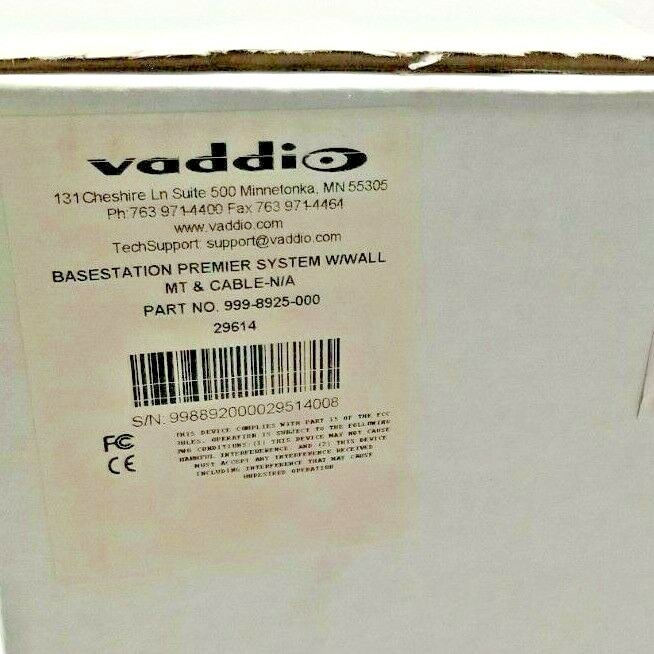 vaddio
131 Cheshire Ln Suite 500 Minnetonka, MN 55305
Ph:763 971-4400 Fax 763 971-4464
www.vaddio.com
TechSupport: support@vaddio.com
BASESTATION PREMIER SYSTEM W/WALL
MT & CABLE-N/A
PART NO. 999-8925-000
29614
S/N: 998892000029514008
FC
CE
THIS DEVICE COMPLIES WITH PART 15 OF THE FCC
RULES. OPERATION IS SUBJECT TO THE FOLLOWING
TWO CONDITIONS: (1) THIS DEVICE MAY NOT CAUSE
HARMFUL INTERFERENCE, AND (2) THIS DEVICE
MUST ACCEPT ANY INTERFERENCE RECEIVED
INCLUDING INTERFERENCE THAT MAY CAUSE
UNDESIRED OPERATION